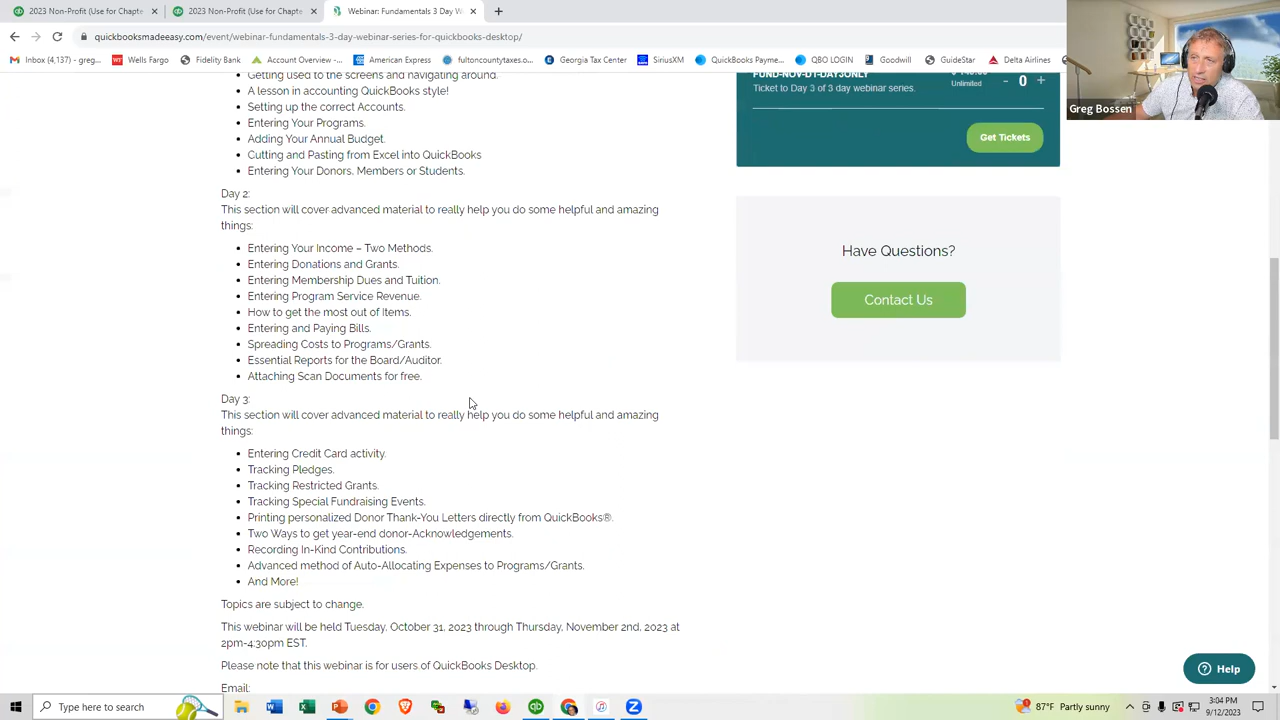 2023 Non-Profit (Use for Chapte
2023 Non-Profit (Use for Chapte
Webinar: Fundamentals 3 Day W
quickbooksmadeeasy.com/event/webinar-fundamentals-3-day-webinar-series-for-quickbooks-desktop/
Inbox (4,137) - greg...
Wells Fargo
Fidelity Bank
Account Overview -...
American Express
fultoncountytaxes.o...
Georgia Tax Center
SiriusXM
QuickBooks Payme...
QBO LOGIN
Goodwill
GuideStar
Delta Airlines
Greg Bossen
Getting used to the screens and navigating around.
A lesson in accounting QuickBooks style!
Setting up the correct Accounts.
Entering Your Programs.
Adding Your Annual Budget.
Cutting and Pasting from Excel into QuickBooks
Entering Your Donors, Members or Students.
Day 2:
This section will cover advanced material to really help you do some helpful and amazing
things:
Entering Your Income – Two Methods.
Entering Donations and Grants.
Entering Membership Dues and Tuition.
Entering Program Service Revenue.
How to get the most out of Items.
Entering and Paying Bills.
Spreading Costs to Programs/Grants.
Essential Reports for the Board/Auditor.
Attaching Scan Documents for free.
Day 3:
This section will cover advanced material to really help you do some helpful and amazing
things:
Entering Credit Card activity.
Tracking Pledges.
Tracking Restricted Grants.
Tracking Special Fundraising Events.
Printing personalized Donor Thank-You Letters directly from QuickBooks®.
Two Ways to get year-end donor-Acknowledgements.
Recording In-Kind Contributions.
Advanced method of Auto-Allocating Expenses to Programs/Grants.
And More!
Topics are subject to change.
This webinar will be held Tuesday, October 31, 2023 through Thursday, November 2nd, 2023 at
2pm-4:30pm EST.
Please note that this webinar is for users of QuickBooks Desktop.
Email:
FUND-NOV-DT-DAY3ONLY
Ticket to Day 3 of 3 day webinar series.
Unlimited
- 0 +
Get Tickets
Have Questions?
Contact Us
Help
Type here to search
87°F Partly sunny
3:04 PM
9/12/2023